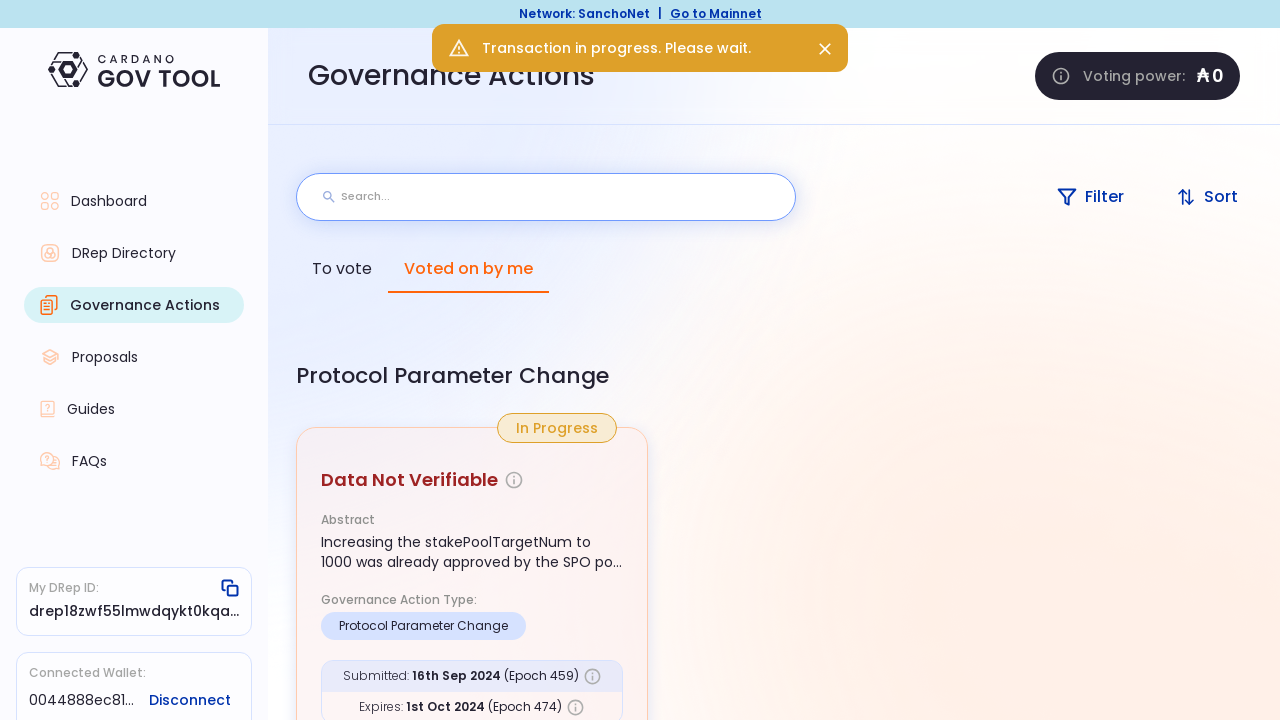 Network: SanchoNet | Go to Mainnet
Transaction in progress. Please wait.
CARDANO
GOV TOOL
Governance Actions
Voting power: ₳ 0
Dashboard
DRep Directory
Governance Actions
Proposals
Guides
FAQs
My DRep ID:
drep18zwf55lmwdqykt0kqa...
Connected Wallet:
0044888ec81... Disconnect
Search...
Filter
Sort
To vote
Voted on by me
Protocol Parameter Change
In Progress
Data Not Verifiable
Abstract
Increasing the stakePoolTargetNum to
1000 was already approved by the SPO po...
Governance Action Type:
Protocol Parameter Change
Submitted: 16th Sep 2024 (Epoch 459)
Expires: 1st Oct 2024 (Epoch 474)